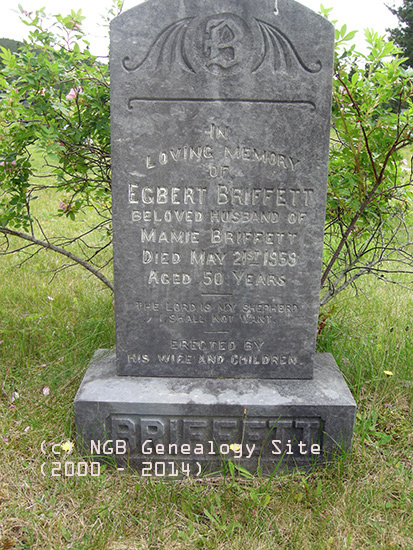 B
IN
LOVING MEMORY
OF
EGBERT BRIFFETT
BELOVED HUSBAND OF
MAMIE BRIFFETT
DIED MAY 21ST 1958
AGED 50 YEARS
THE LORD IS MY SHEPHERD
I SHALL NOT WANT.
ERECTED BY
HIS WIFE AND CHILDREN.
BRIFFETT
(c) NGB Genealogy Site
(2000 - 2014)